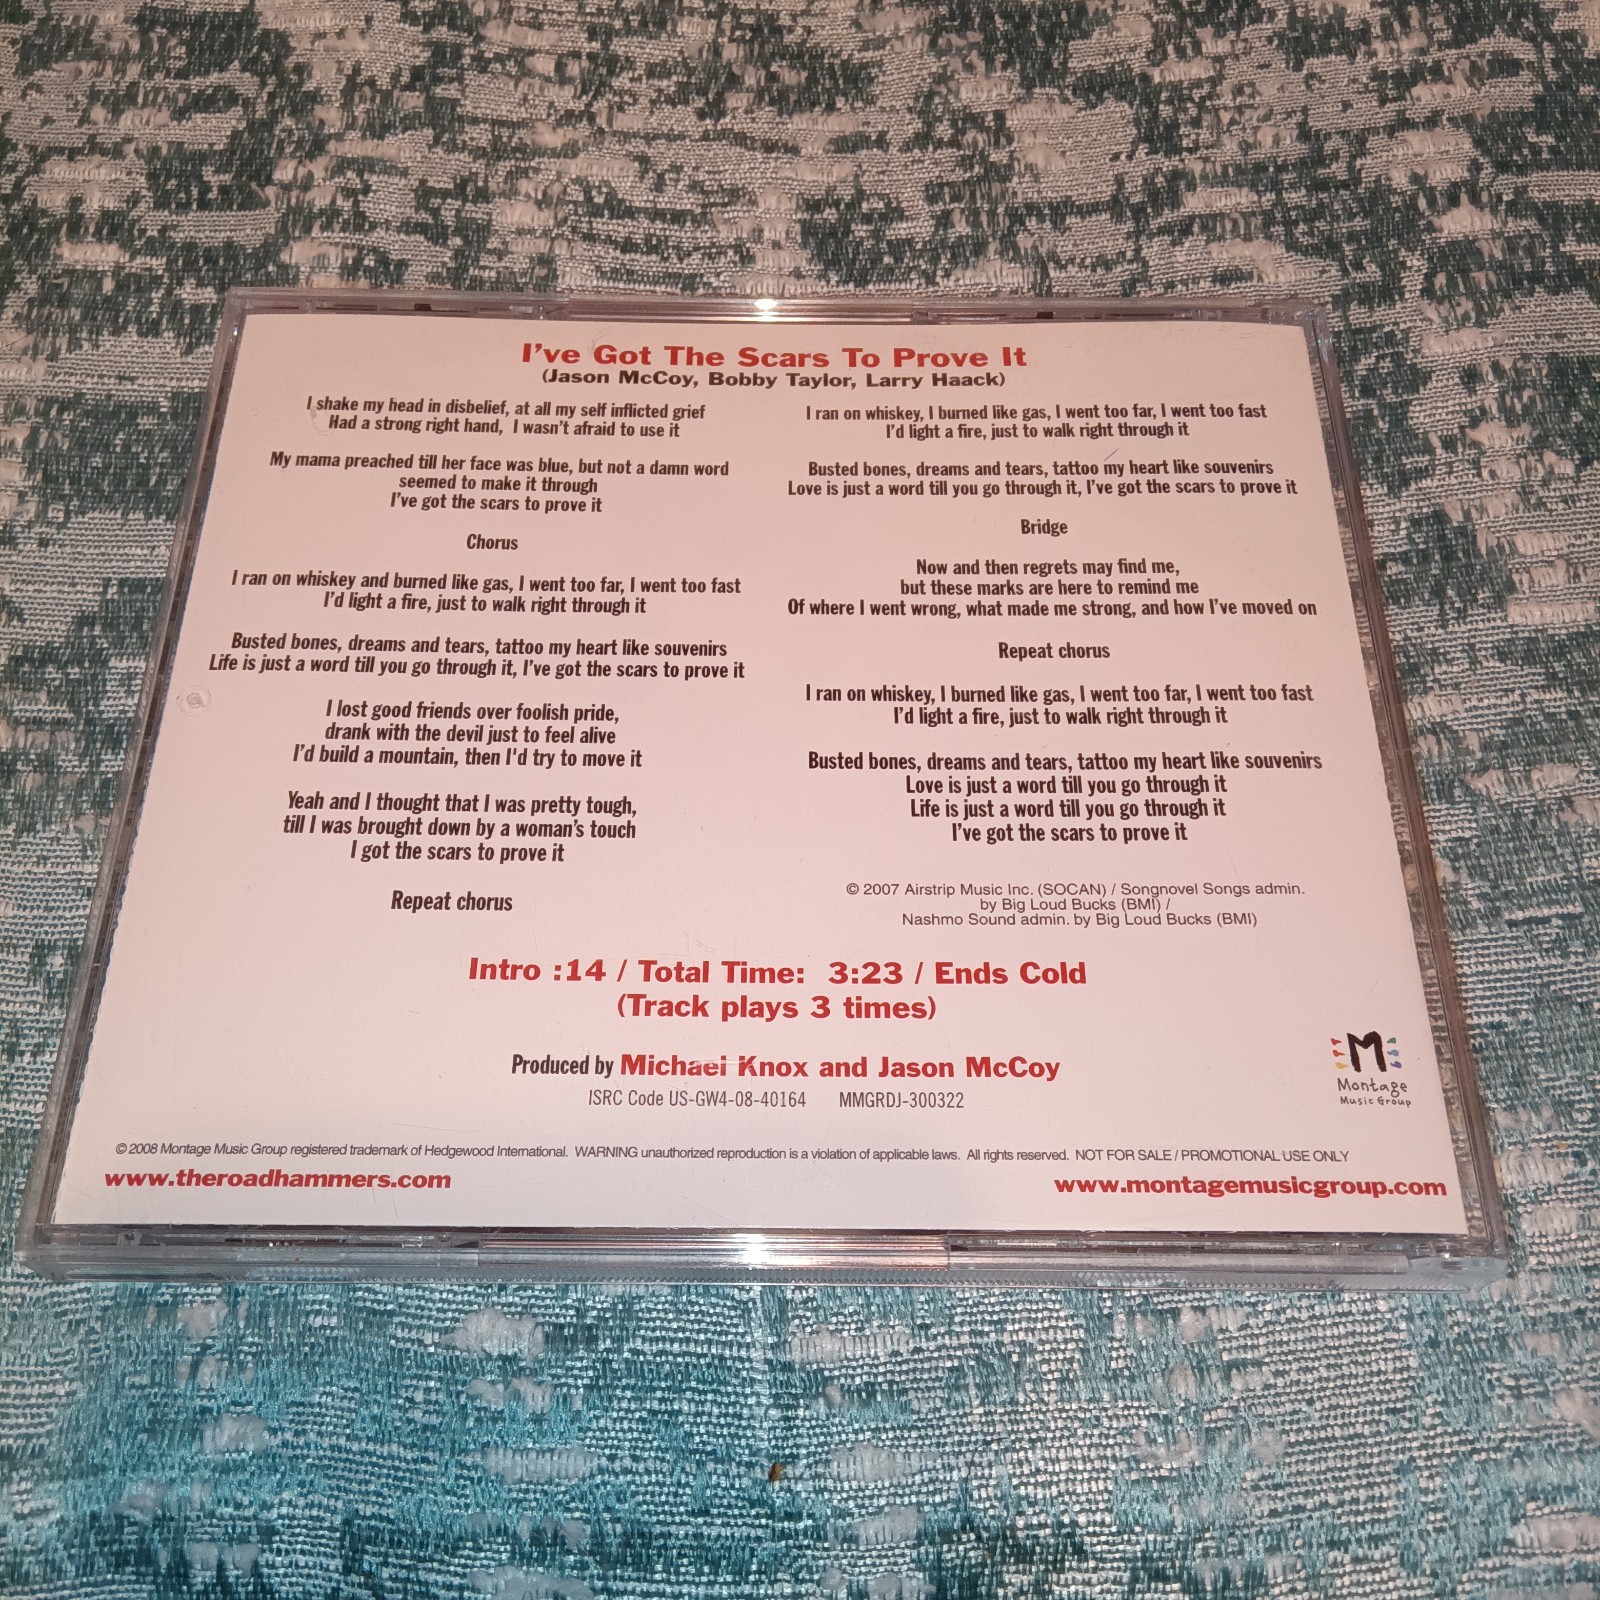 I've Got The Scars To Prove It
(Jason McCoy, Bobby Taylor, Larry Haack)
I shake my head in disbelief, at all my self inflicted grief
Had a strong right hand, I wasn't afraid to use it
My mama preached till her face was blue, but not a damn word
seemed to make it through
I've got the scars to prove it
Chorus
I ran on whiskey and burned like gas, I went too far, I went too fast
I'd light a fire, just to walk right through it
Busted bones, dreams and tears, tattoo my heart like souvenirs
Life is just a word till you go through it, I've got the scars to prove it
I lost good friends over foolish pride,
drank with the devil just to feel alive
I'd build a mountain, then I'd try to move it
Yeah and I thought that I was pretty tough,
till I was brought down by a woman's touch
I got the scars to prove it
Repeat chorus
I ran on whiskey, I burned like gas, I went too far, I went too fast
I'd light a fire, just to walk right through it
Busted bones, dreams and tears, tattoo my heart like souvenirs
Love is just a word till you go through it, I've got the scars to prove it
Bridge
Now and then regrets may find me,
but these marks are here to remind me
Of where I went wrong, what made me strong, and how I've moved on
Repeat chorus
I ran on whiskey, I burned like gas, I went too far, I went too fast
I'd light a fire, just to walk right through it
Busted bones, dreams and tears, tattoo my heart like souvenirs
Love is just a word till you go through it
Life is just a word till you go through it
I've got the scars to prove it
© 2007 Airstrip Music Inc. (SOCAN) / Songnovel Songs admin.
by Big Loud Bucks (BMI) /
Nashmo Sound admin. by Big Loud Bucks (BMI)
Intro :14 / Total Time: 3:23 / Ends Cold
(Track plays 3 times)
Produced by Michael Knox and Jason McCoy
ISRC Code US-GW4-08-40164 MMGRDJ-300322
M
Montage
Music Group
© 2008 Montage Music Group registered trademark of Hedgewood International. WARNING unauthorized reproduction is a violation of applicable laws. All rights reserved. NOT FOR SALE / PROMOTIONAL USE ONLY
www.theroadhammers.com www.montagemusicgroup.com